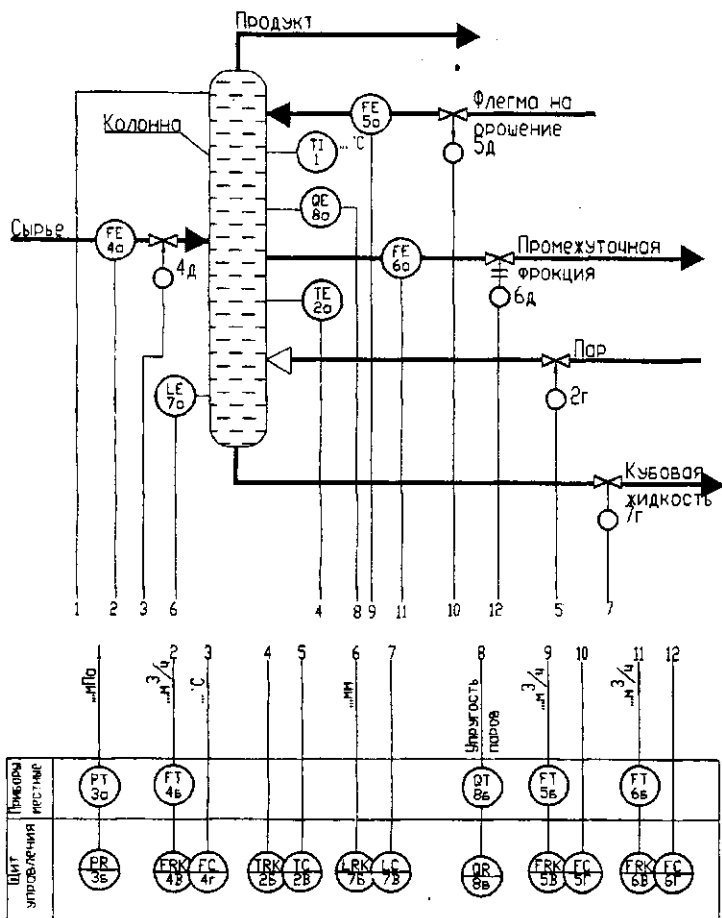 Продукт
FE
5а
Флегма на
орошение
5д
Колонна
TI
1
...°C
QE
8а
Сырье
FE
4а
4д
FE
6а
Промежуточная
фрокция
6д
TE
2а
Пар
2г
LE
7а
Кубовая
жидкость
7г
1 2 3 6 4 8 9 11 10 12 5 7
1 2 3 4 5 6 7 8 9 10 11 12
...мПа
...м³/ч
...°C
...мм
Упругость
паров
...м³/ч
...м³/ч
Приборы
местные
PT
3а
FT
4б
QT
8б
FT
5б
FT
6б
Щит
управления
PR
3б
FRK
4В
FC
4г
TRK
2б
TC
2В
LRK
7б
LC
7В
QR
8в
FRK
5В
FC
5Г
FRK
6В
FC
6Г